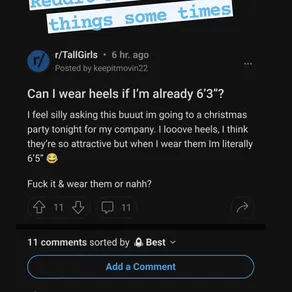 things some times
r/TallGirls • 6 hr. ago
Posted by keepitmovin22
Can I wear heels if I'm already 6'3"?
I feel silly asking this buuut im going to a christmas
party tonight for my company. I looove heels, I think
they're so attractive but when I wear them Im literally
6'5" 😂
Fuck it & wear them or nahh?
11
11
11 comments sorted by Best
Add a Comment